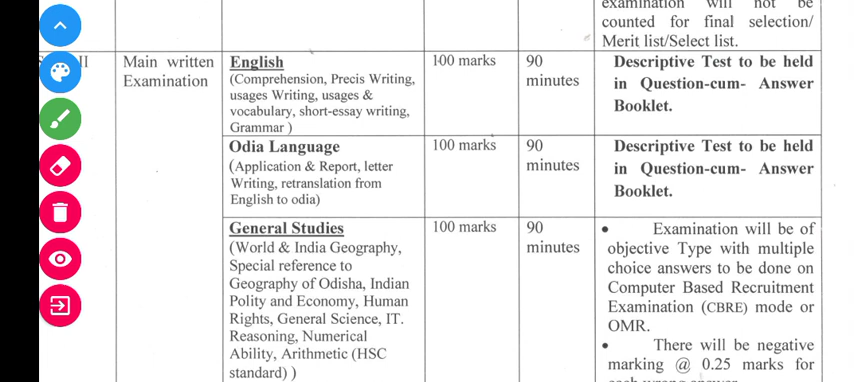 examination will not be
counted for final selection/
Merit list/Select list.
II
Main written
Examination
English
(Comprehension, Precis Writing,
usages Writing, usages &
vocabulary, short-essay writing,
Grammar )
100 marks
90
minutes
Descriptive Test to be held
in Question-cum- Answer
Booklet.
Odia Language
(Application & Report, letter
Writing, retranslation from
English to odia)
100 marks
90
minutes
Descriptive Test to be held
in Question-cum- Answer
Booklet.
General Studies
(World & India Geography,
Special reference to
Geography of Odisha, Indian
Polity and Economy, Human
Rights, General Science, IT.
Reasoning, Numerical
Ability, Arithmetic (HSC
standard) )
100 marks
90
minutes
• Examination will be of
objective Type with multiple
choice answers to be done on
Computer Based Recruitment
Examination (CBRE) mode or
OMR.
• There will be negative
marking @ 0.25 marks for
each wrong answer